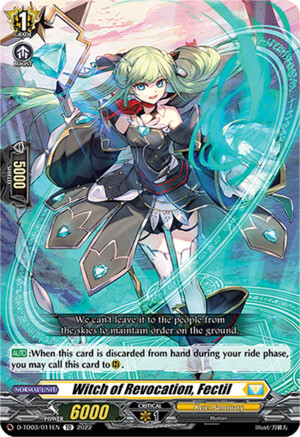 1
GRADE
BOOST
5000
SHIELD
We can't leave it to the people from
the skies to maintain order on the ground.
AUTO:When this card is discarded from hand during your ride phase,
you may call this card to
NORMAL UNIT
Witch of Revocation, Fectil
D-TD03/011EN TD 2022
POWER 6000
CRITICAL 1
Keter Sanctuary
Human